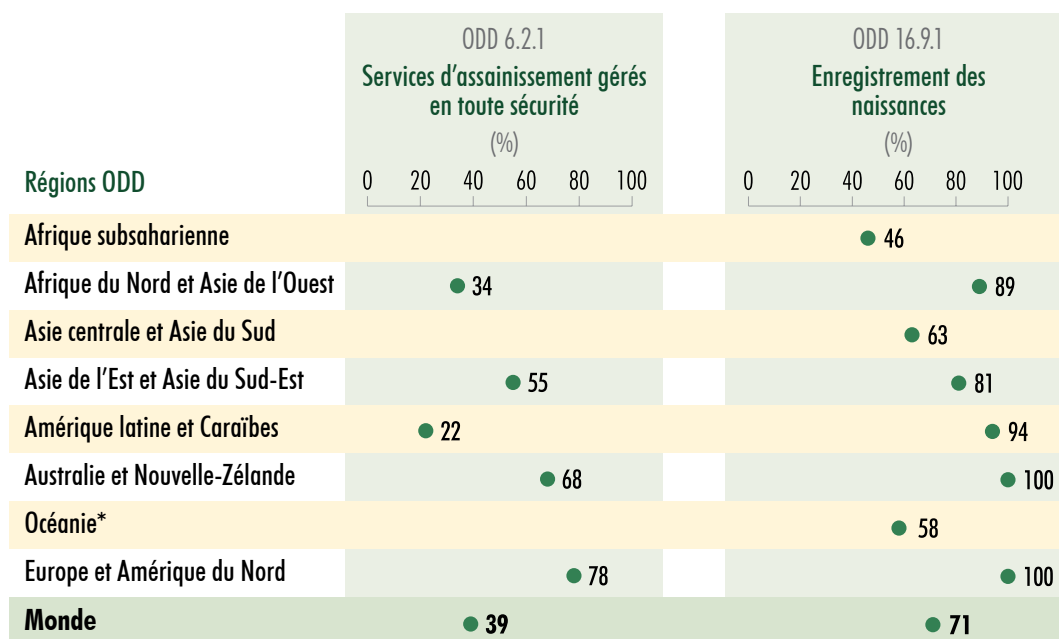 ODD 6.2.1
Services d'assainissement gérés
en toute sécurité
(%)
ODD 16.9.1
Enregistrement des
naissances
(%)
Régions ODD 0 20 40 60 80 100 0 20 40 60 80 100
Afrique subsaharienne 46
Afrique du Nord et Asie de l'Ouest 34 89
Asie centrale et Asie du Sud 63
Asie de l'Est et Asie du Sud-Est 55 81
Amérique latine et Caraïbes 22 94
Australie et Nouvelle-Zélande 68 100
Océanie* 58
Europe et Amérique du Nord 78 100
Monde 39 71